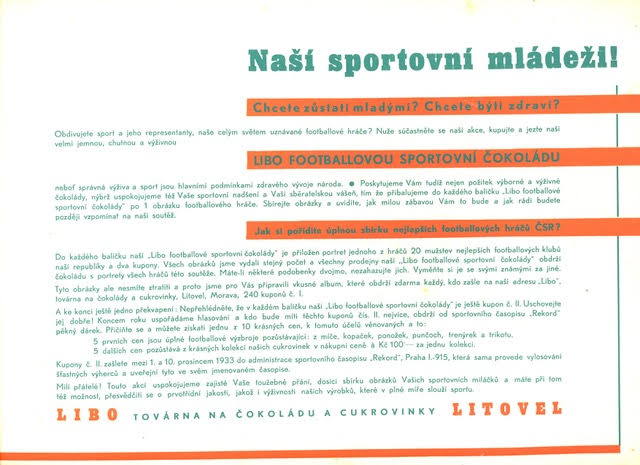 Naší sportovní mládeži!
Chcete zůstati mladými? Chcete býti zdraví?
Obdivujete sport a jeho representanty, naše celým světem uznávané footballové hráče? Nuže súčastněte se naší akce, kupujte a jezte naši
velmi jemnou, chutnou a výživnou
LIBO FOOTBALLOVOU SPORTOVNÍ ČOKOLÁDU
neboť správná výživa a sport jsou hlavními podmínkami zdravého vývoje národa. ● Poskytujeme Vám tudíž nejen požitek výborné a výživné
čokolády, nýbrž uspokojujeme též Vaše sportovní nadšení a Vaši sběratelskou vášeň, tím že přibalujeme do každého balíčku „Libo footballové
sportovní čokolády" po 1 obrázku footballového hráče. Sbírejte obrázky a uvidíte, jak milou zábavou Vám to bude a jak rádi budete
později vzpomínat na naši soutěž.
Jak si pořídíte úplnou sbírku nejlepších footballových hráčů ČSR?
Do každého balíčku naší „Libo footballové sportovní čokolády" je přiložen portret jednoho z hráčů 20 mužstev nejlepších footballových klubů
naší republiky a dva kupony. Všech obrázků jsme vydali stejný počet a všechny prodejny naší „Libo footballové sportovní čokolády" obdrží
čokoládu s portrety všech hráčů této soutěže. Máte-li některé podobenky dvojmo, nezahazujte jich. Vyměňte si je se svými známými za jiné.
Tyto obrázky ale nesmíte ztratiti a proto jsme pro Vás připravili vkusné album, které obdrží zdarma každý, kdo zašle na naši adresu „Libo",
továrna na čokolády a cukrovinky, Litovel, Morava, 240 kuponů č. I.
A ke konci ještě jedno překvapení: Nepřehlédněte, že v každém balíčku naší „Libo footballové sportovní čokolády" je ještě kupon č. II. Uschovejte
jej dobře! Koncem roku uspořádáme hlasování a kdo bude míti těchto kuponů čís. II. nejvíce, obdrží od sportovního časopisu „Rekord"
pěkný dárek. Přičiňte se a můžete získati jednu z 10 krásných cen, k tomuto účelu věnovaných a to:
5 prvních cen jsou úplné footballové výzbroje pozůstávající: z míče, kopaček, ponožek, punčoch, trenýrek a trikotu.
5 dalších cen pozůstává z krásných kolekcí našich cukrovinek v nákupní ceně à Kč 100'— za jednu kolekci.
Kupony č. II. zašlete mezi 1. a 10. prosincem 1933 do administrace sportovního časopisu „Rekord", Praha I.-915, která sama provede vylosování
šťastných výherců a uveřejní tyto ve svém jmenovaném časopise.
Milí přátelé! Touto akcí uspokojujeme zajisté Vaše toužebné přání, docísi sbírku obrázků Vašich sportovních miláčků a máte při tom
též možnost, přesvědčiti se o prvotřídní jakosti, jakož i výživnosti našich výrobků, které v plné míře slouží sportu.
LIBO TOVÁRNA NA ČOKOLÁDU A CUKROVINKY LITOVEL